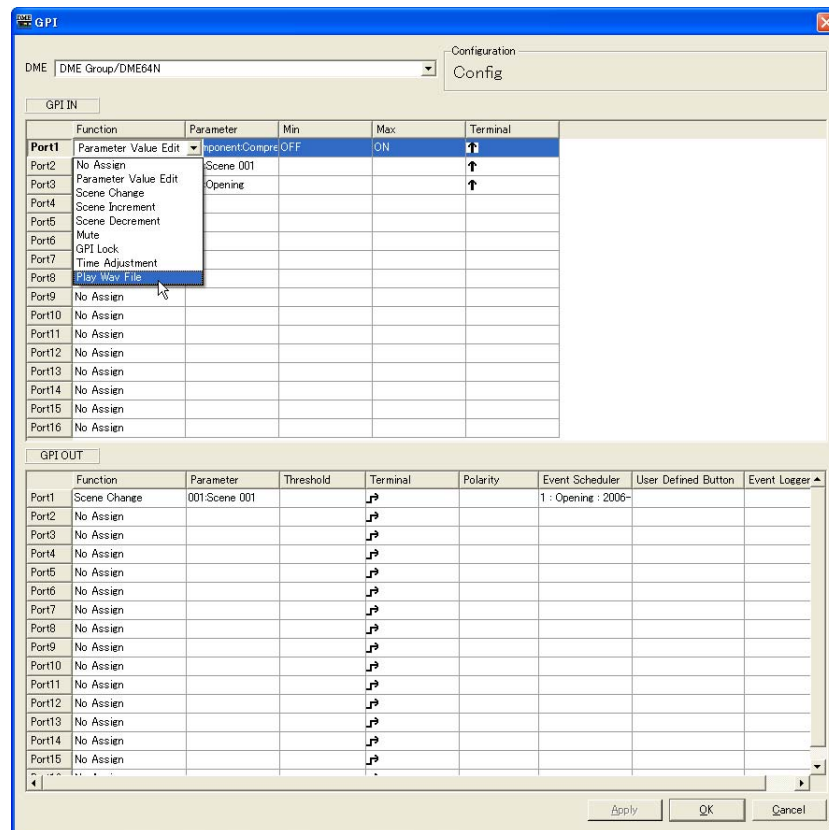 GPI
Configuration
DME DME Group/DME64N
Config
GPI IN
Function Parameter Min Max Terminal
Port1 Parameter Value Edit mponent:Compre OFF ON
Port2 No Assign :Scene 001
Parameter Value Edit
Port3 :Opening
Scene Change
Port4 Scene Increment
Port5 Scene Decrement
Mute
Port6 GPI Lock
Port7 Time Adjustment
Port8 Play Wav File
Port9 No Assign
Port10 No Assign
Port11 No Assign
Port12 No Assign
Port13 No Assign
Port14 No Assign
Port15 No Assign
Port16 No Assign
GPI OUT
Function Parameter Threshold Terminal Polarity Event Scheduler User Defined Button Event Logger
Port1 Scene Change 001:Scene 001 1 : Opening : 2006-
Port2 No Assign
Port3 No Assign
Port4 No Assign
Port5 No Assign
Port6 No Assign
Port7 No Assign
Port8 No Assign
Port9 No Assign
Port10 No Assign
Port11 No Assign
Port12 No Assign
Port13 No Assign
Port14 No Assign
Port15 No Assign
Apply OK Cancel